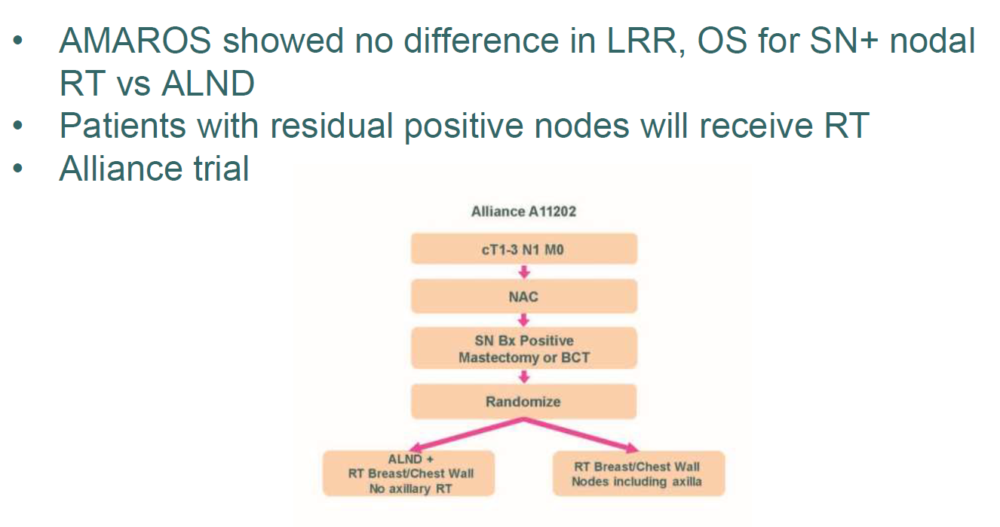 • AMAROS showed no difference in LRR, OS for SN+ nodal
RT vs ALND
• Patients with residual positive nodes will receive RT
• Alliance trial
Alliance A11202
cT1-3 N1 M0
NAC
SN Bx Positive
Mastectomy or BCT
Randomize
ALND +
RT Breast/Chest Wall
No axillary RT
RT Breast/Chest Wall
Nodes including axilla